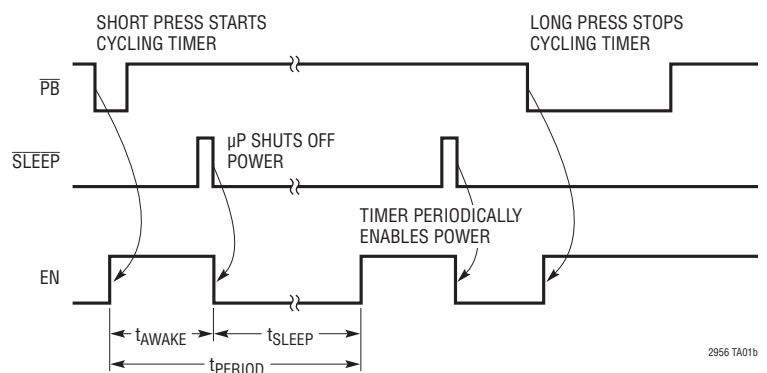 SHORT PRESS STARTS
CYCLING TIMER
LONG PRESS STOPS
CYCLING TIMER
PB
SLEEP
µP SHUTS OFF
POWER
TIMER PERIODICALLY
ENABLES POWER
EN
tAWAKE
tSLEEP
tPERIOD
2956 TA01b